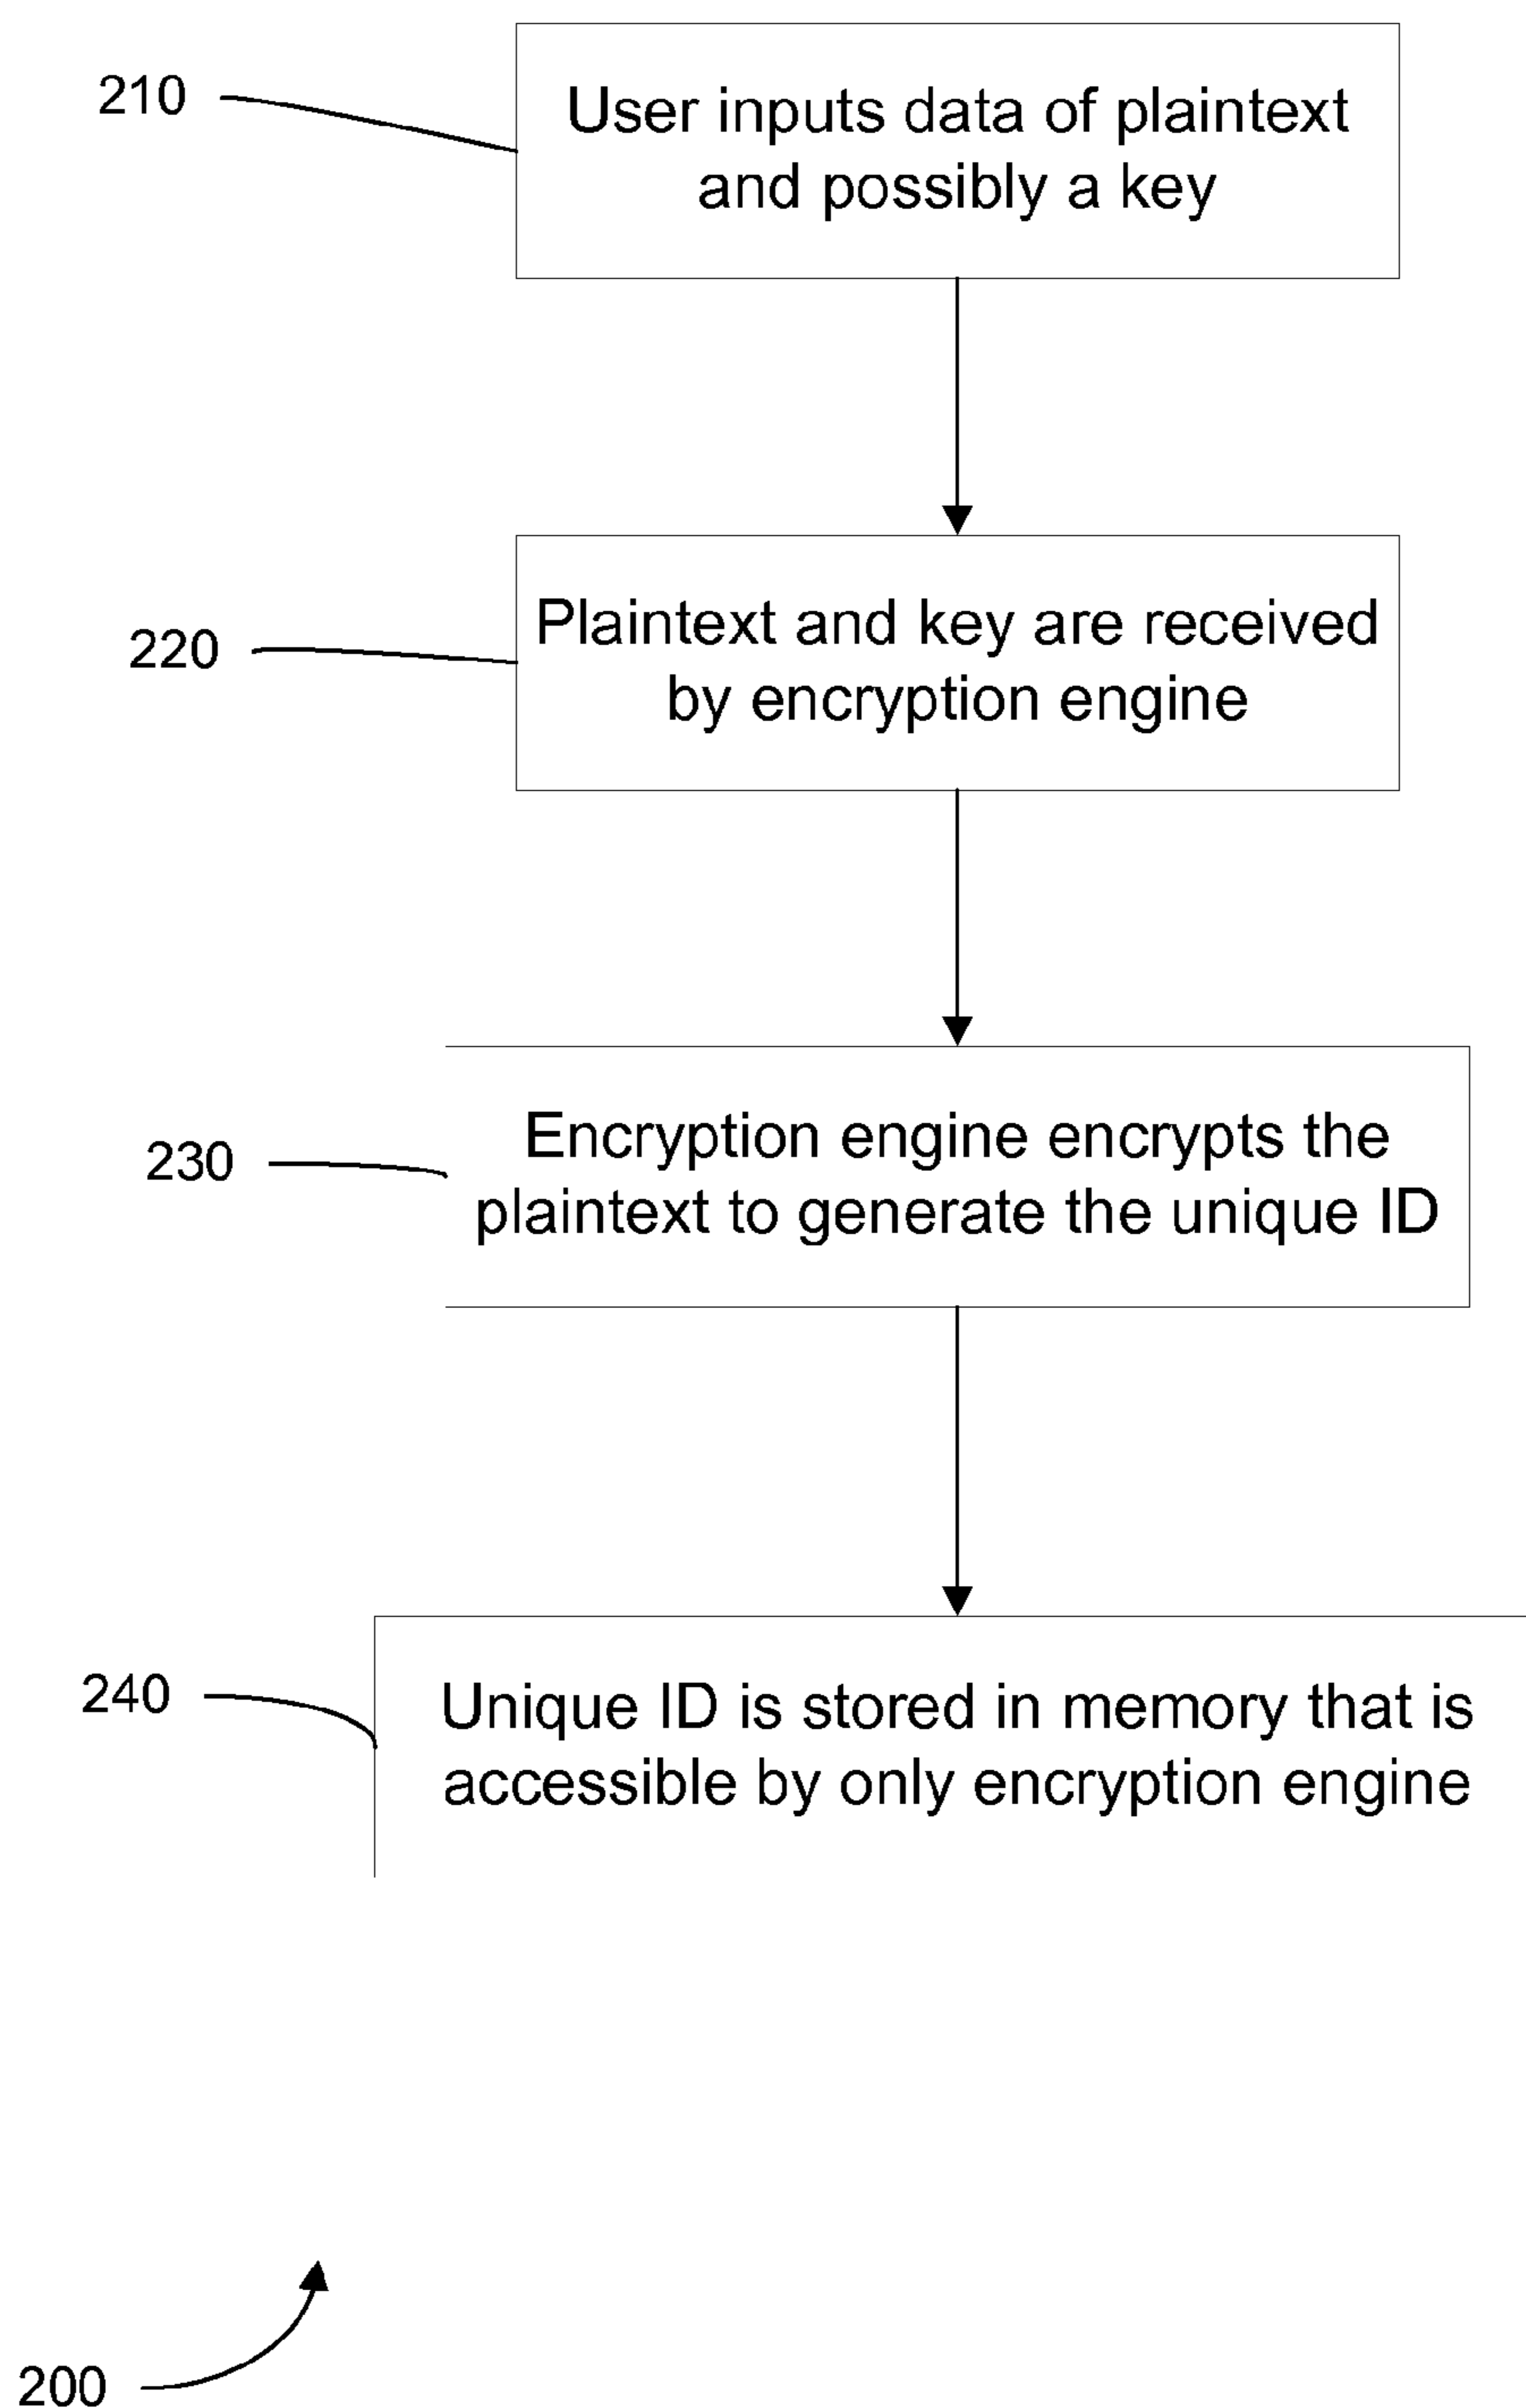 210
User inputs data of plaintext
and possibly a key
220
Plaintext and key are received
by encryption engine
230
Encryption engine encrypts the
plaintext to generate the unique ID
240
Unique ID is stored in memory that is
accessible by only encryption engine
200